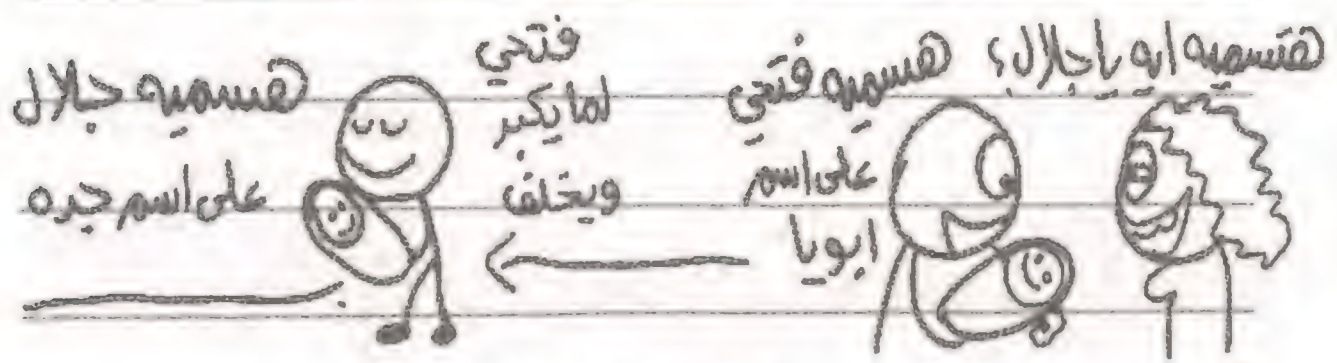 هتسميه ايه يا جلال؟
هسميه فتحي
على اسم
ابويا
فتحي
لما يكبر
ويخلف
هسميه جلال
على اسم جده